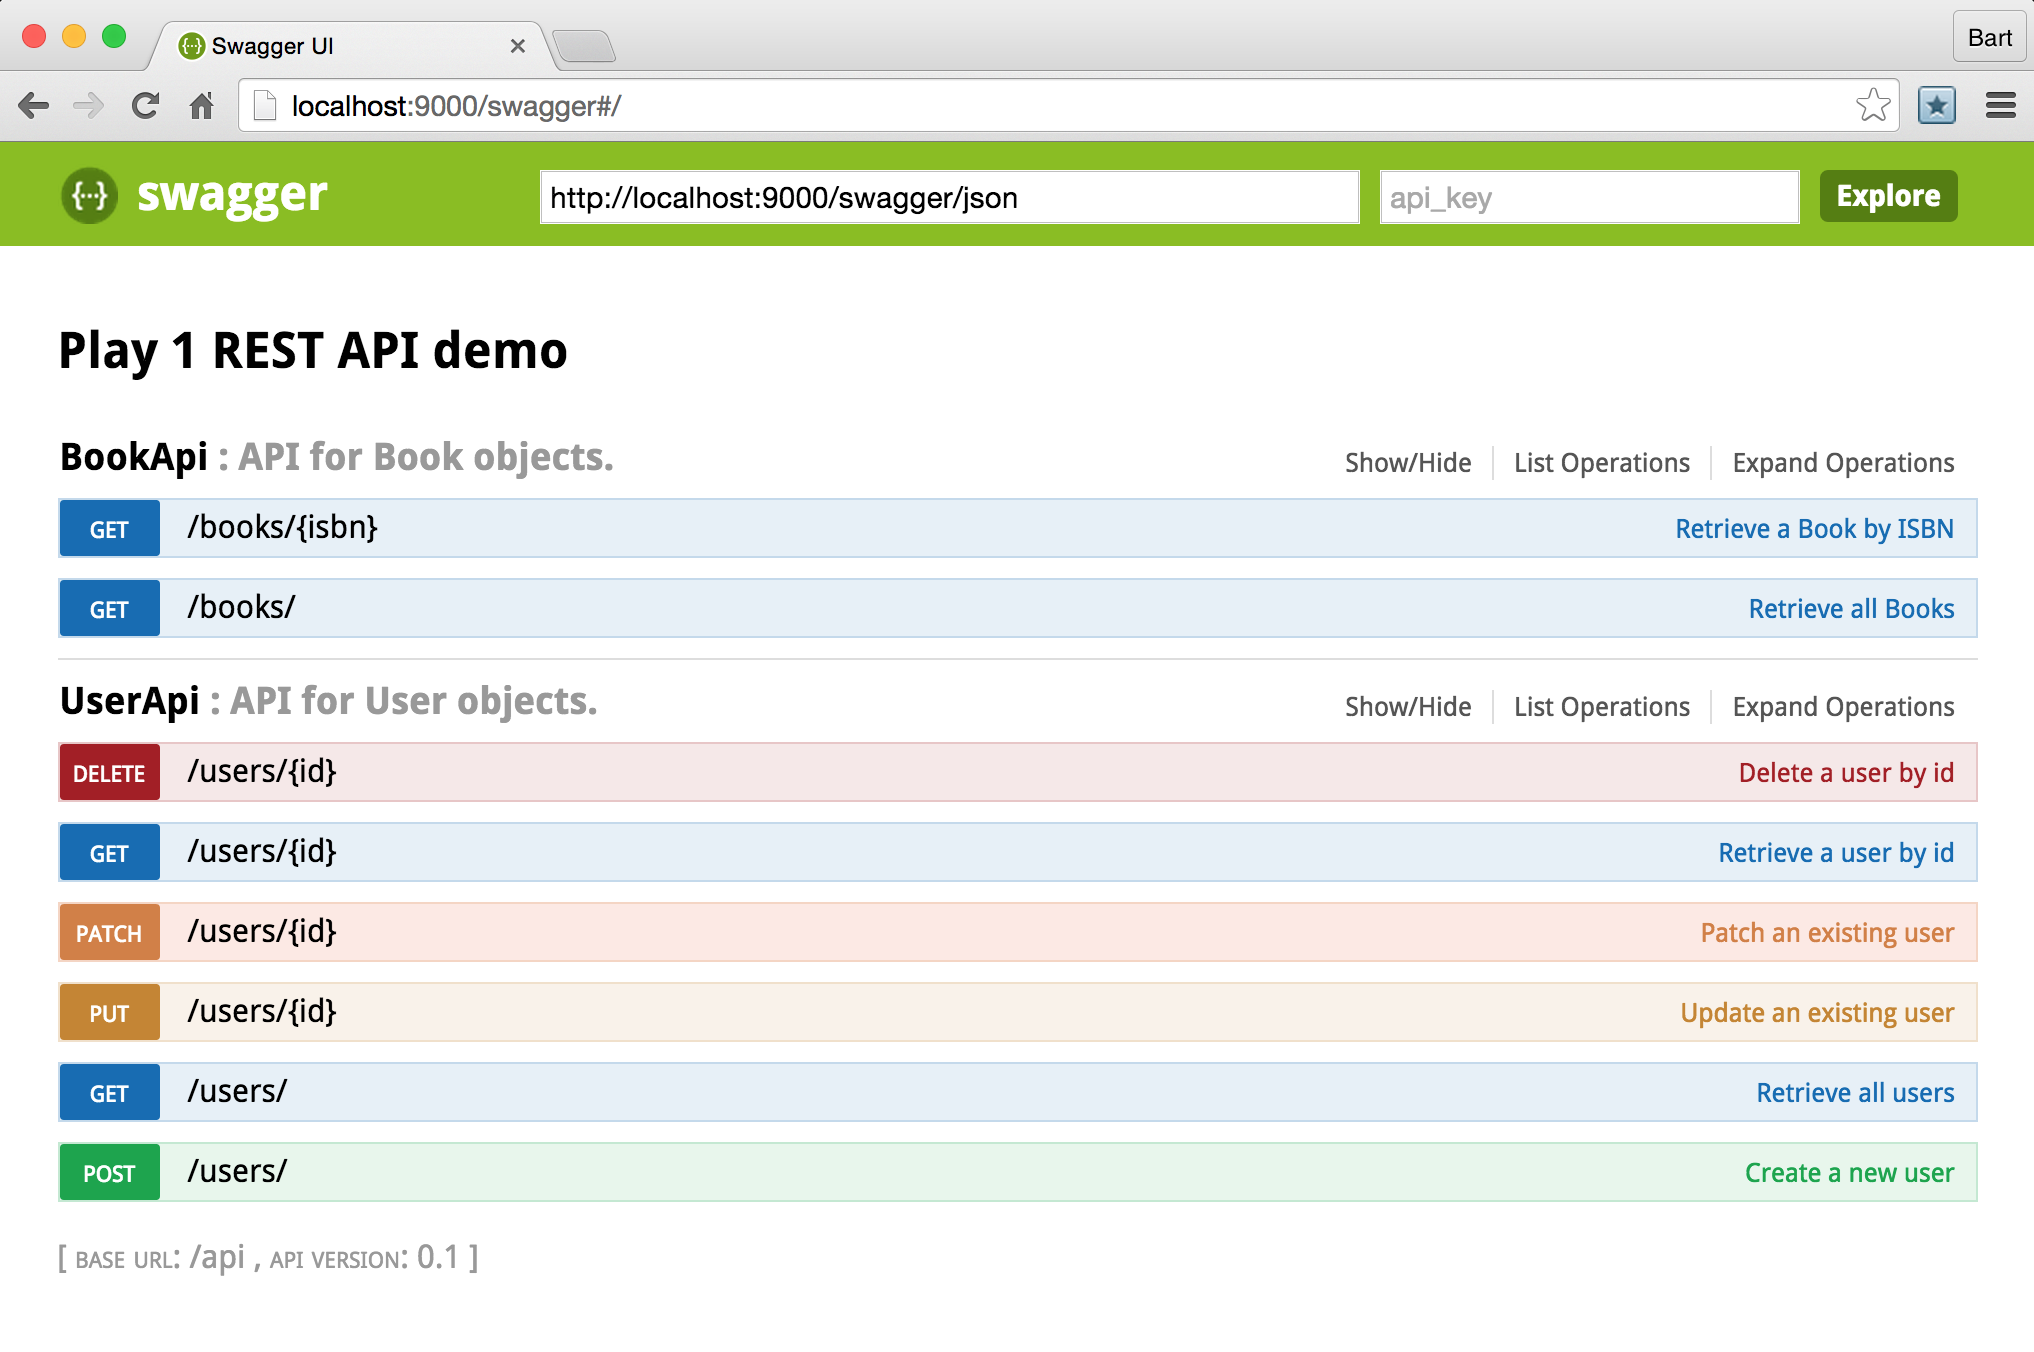 Swagger UI
Bart
localhost:9000/swagger#/
{···} swagger
http://localhost:9000/swagger/json
api_key
Explore
Play 1 REST API demo
BookApi : API for Book objects.
Show/Hide
List Operations
Expand Operations
GET /books/{isbn} Retrieve a Book by ISBN
GET /books/ Retrieve all Books
UserApi : API for User objects.
Show/Hide
List Operations
Expand Operations
DELETE /users/{id} Delete a user by id
GET /users/{id} Retrieve a user by id
PATCH /users/{id} Patch an existing user
PUT /users/{id} Update an existing user
GET /users/ Retrieve all users
POST /users/ Create a new user
[ BASE URL: /api , API VERSION: 0.1 ]